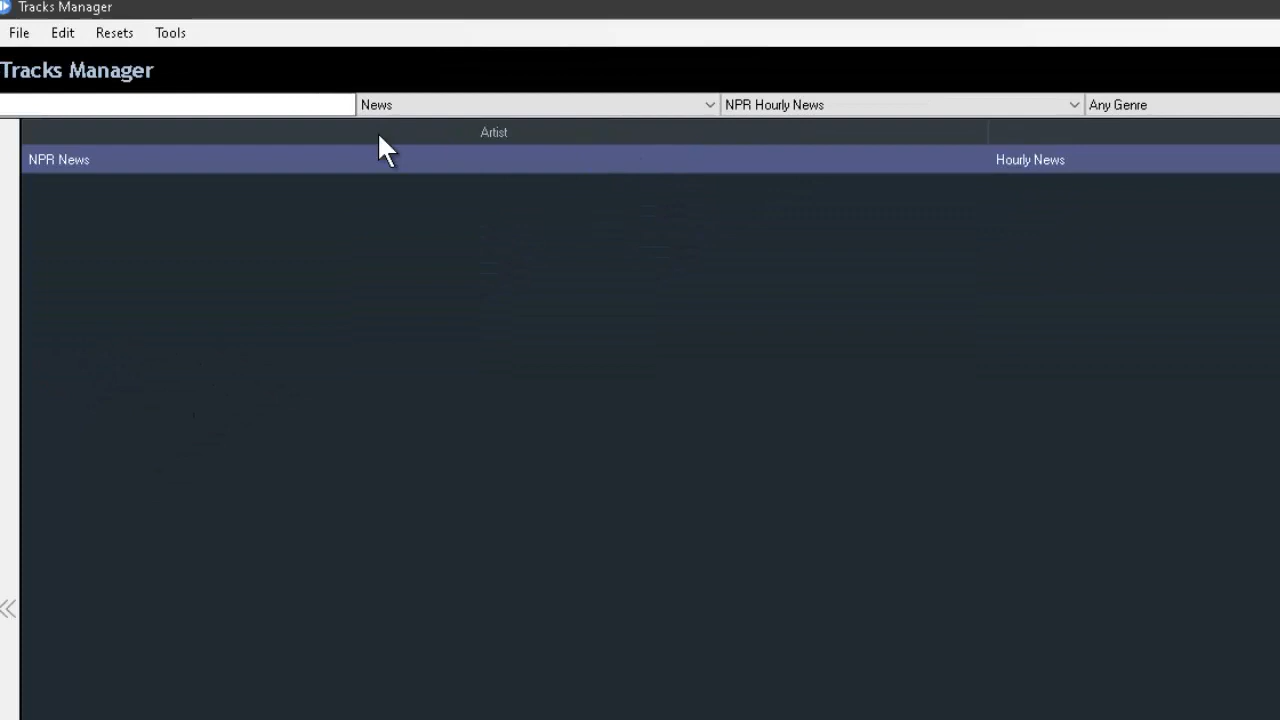 Tracks Manager
File Edit Resets Tools
Tracks Manager
News NPR Hourly News Any Genre
Artist
NPR News Hourly News